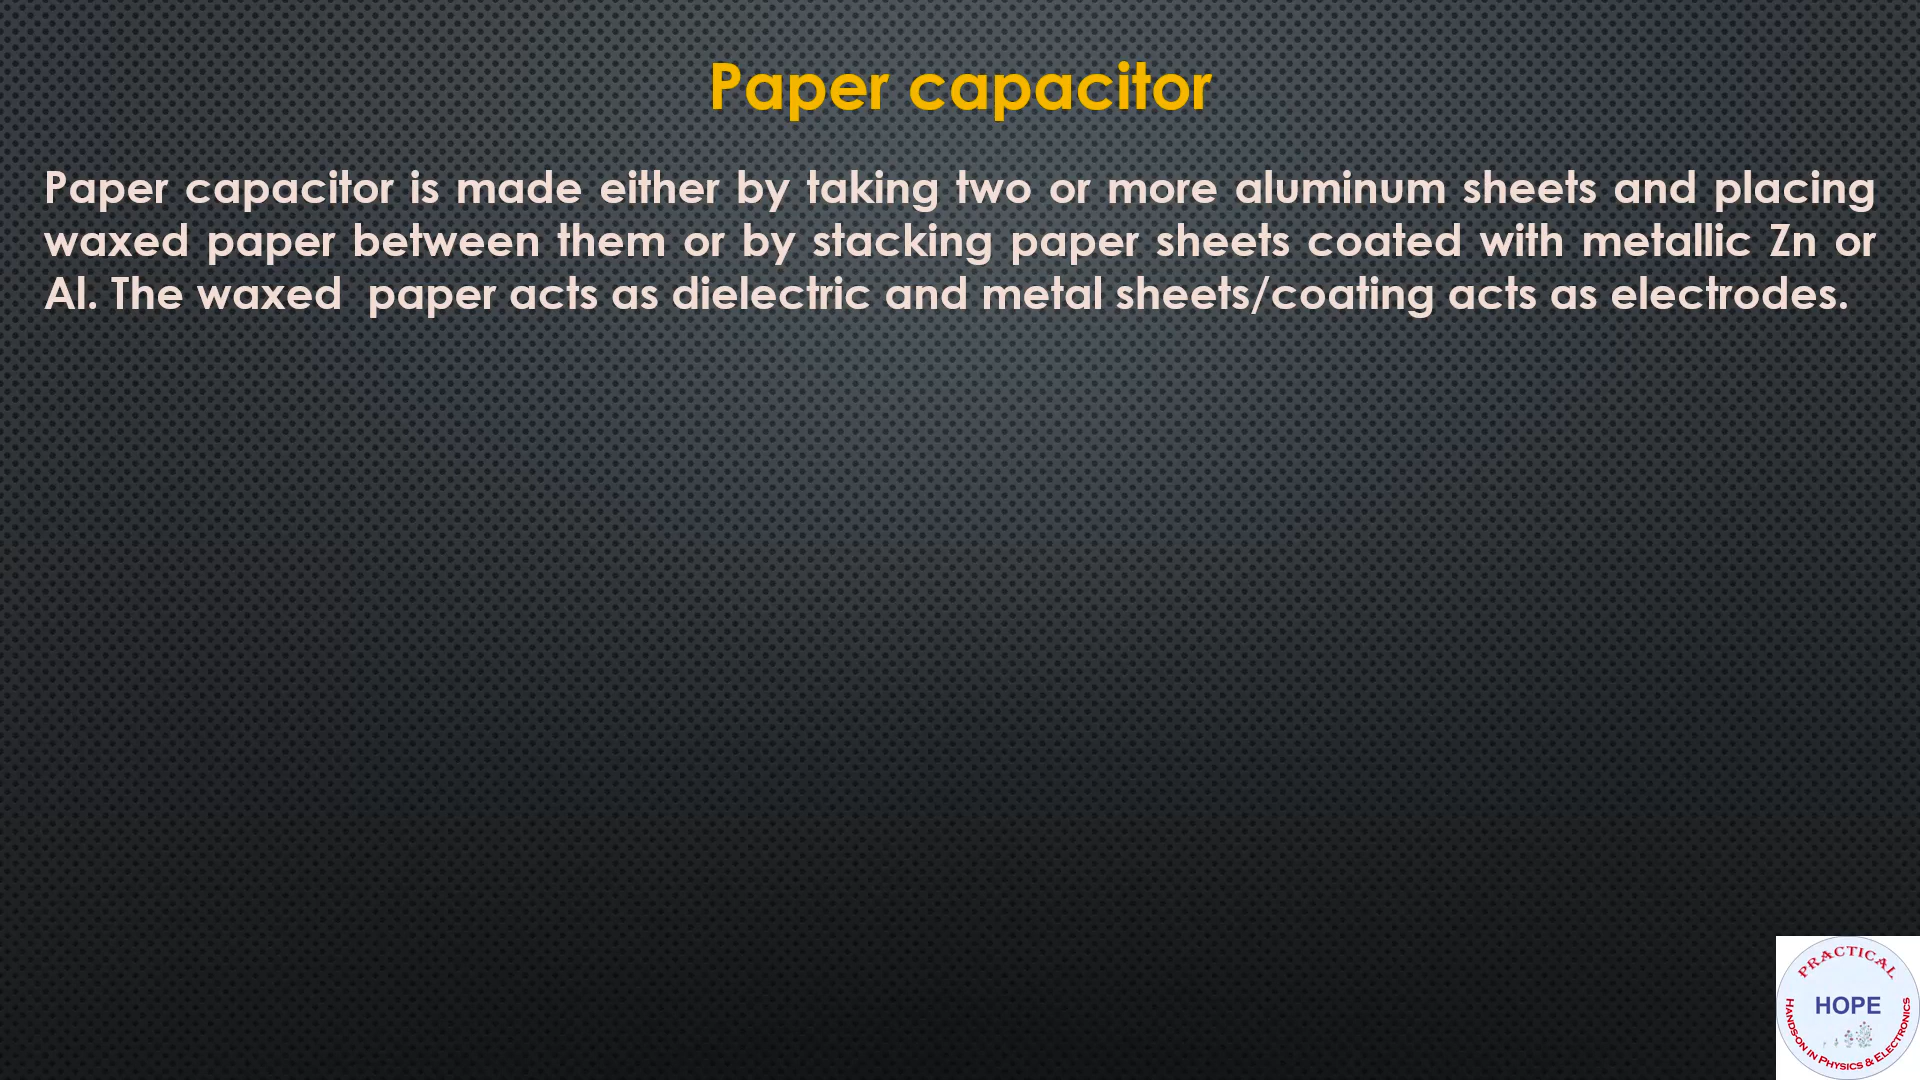 Paper capacitor
Paper capacitor is made either by taking two or more aluminum sheets and placing
waxed paper between them or by stacking paper sheets coated with metallic Zn or
Al. The waxed  paper acts as dielectric and metal sheets/coating acts as electrodes.
PRACTICAL
HOPE
HANDS-ON IN PHYSICS & ELECTRONICS